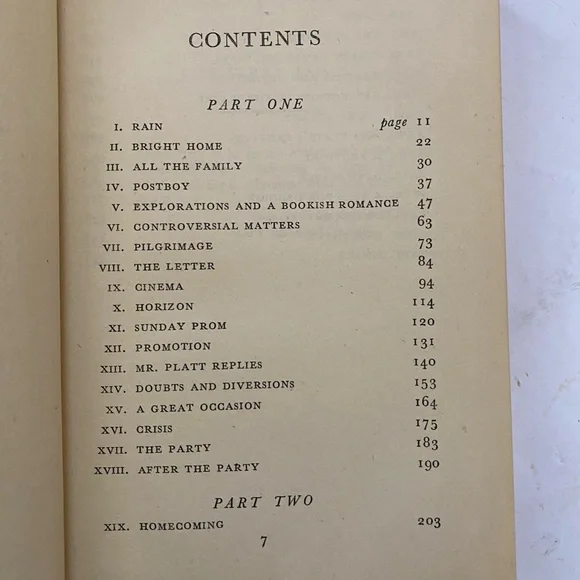 CONTENTS
PART ONE
I. RAIN page 11
II. BRIGHT HOME 22
III. ALL THE FAMILY 30
IV. POSTBOY 37
V. EXPLORATIONS AND A BOOKISH ROMANCE 47
VI. CONTROVERSIAL MATTERS 63
VII. PILGRIMAGE 73
VIII. THE LETTER 84
IX. CINEMA 94
X. HORIZON 114
XI. SUNDAY PROM 120
XII. PROMOTION 131
XIII. MR. PLATT REPLIES 140
XIV. DOUBTS AND DIVERSIONS 153
XV. A GREAT OCCASION 164
XVI. CRISIS 175
XVII. THE PARTY 183
XVIII. AFTER THE PARTY 190
PART TWO
XIX. HOMECOMING 203
7